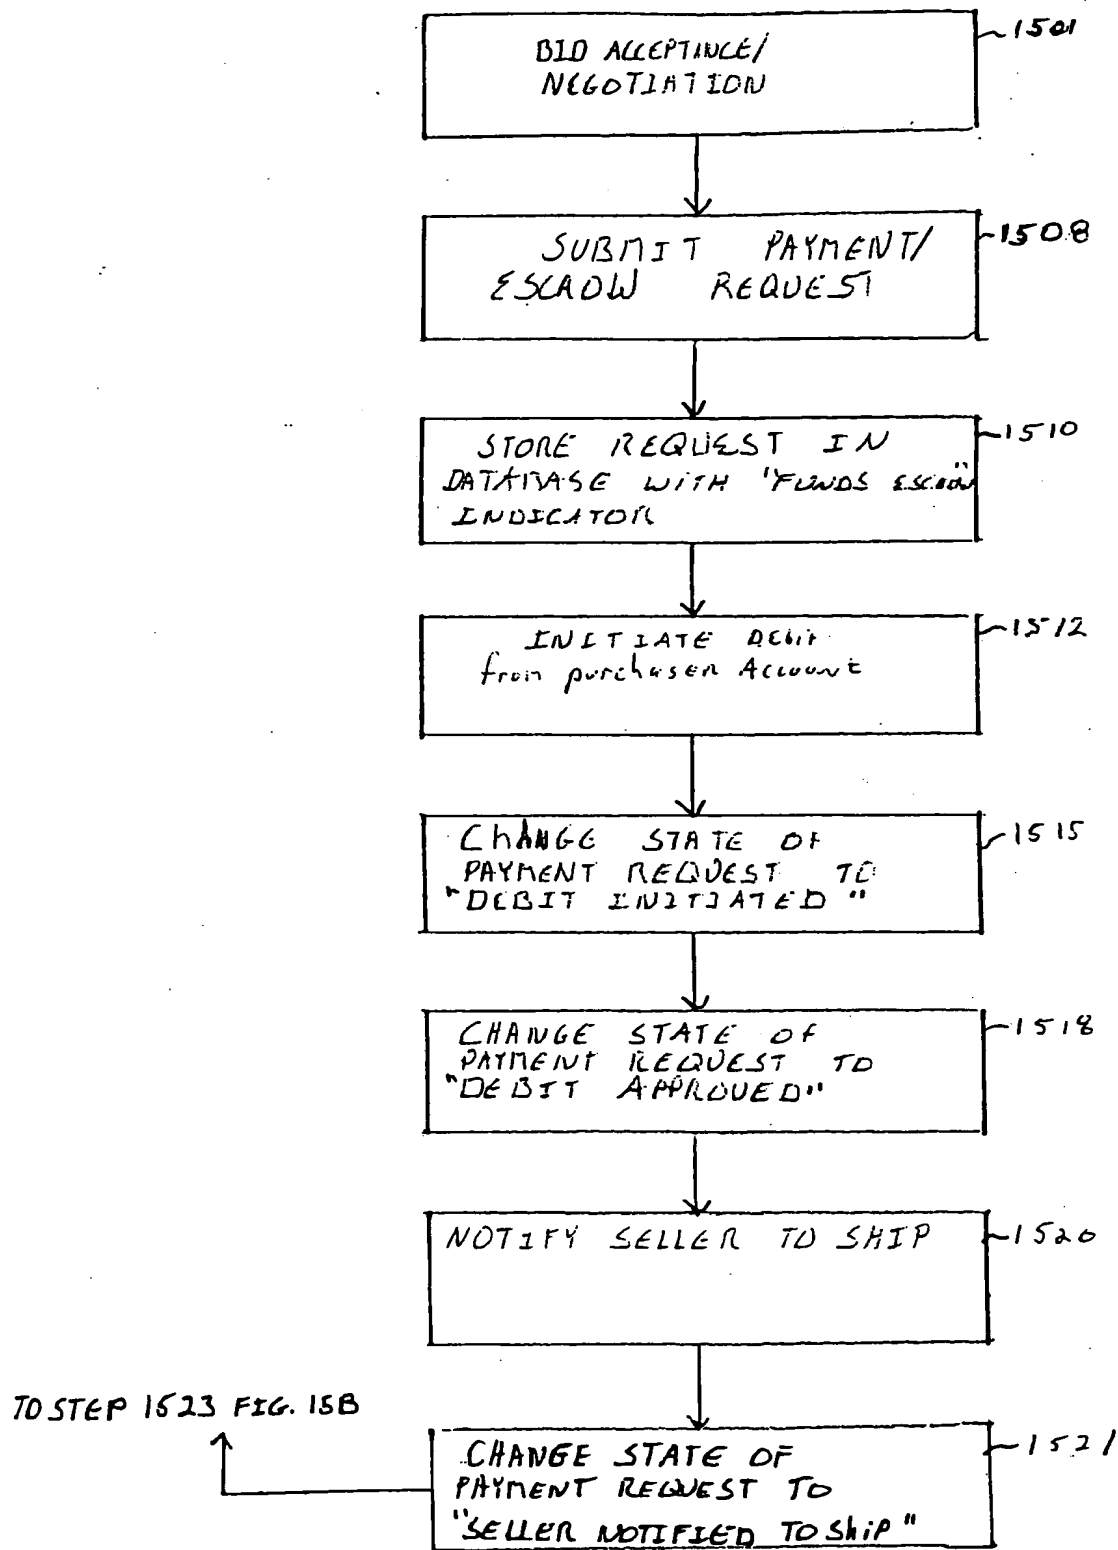 BID ACCEPTANCE/
NEGOTIATION
1501
SUBMIT PAYMENT/
ESCROW REQUEST
1508
STORE REQUEST IN
DATABASE WITH "FUNDS ESCROW"
INDICATOR
1510
INITIATE DEBIT
from purchaser Account
1512
CHANGE STATE OF
PAYMENT REQUEST TO
"DEBIT INITIATED"
1515
CHANGE STATE OF
PAYMENT REQUEST TO
"DEBIT APPROVED"
1518
NOTIFY SELLER TO SHIP
1520
TO STEP 1523 FIG. 15B
CHANGE STATE OF
PAYMENT REQUEST TO
"SELLER NOTIFIED TO SHIP"
1521